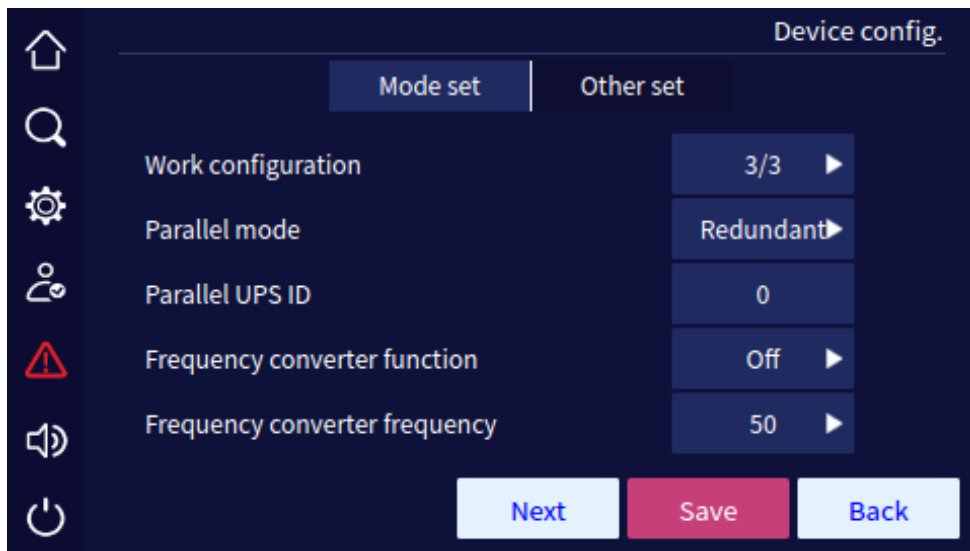 Device config.
Mode set Other set
Work configuration 3/3
Parallel mode Redundant
Parallel UPS ID 0
Frequency converter function Off
Frequency converter frequency 50
Next Save Back